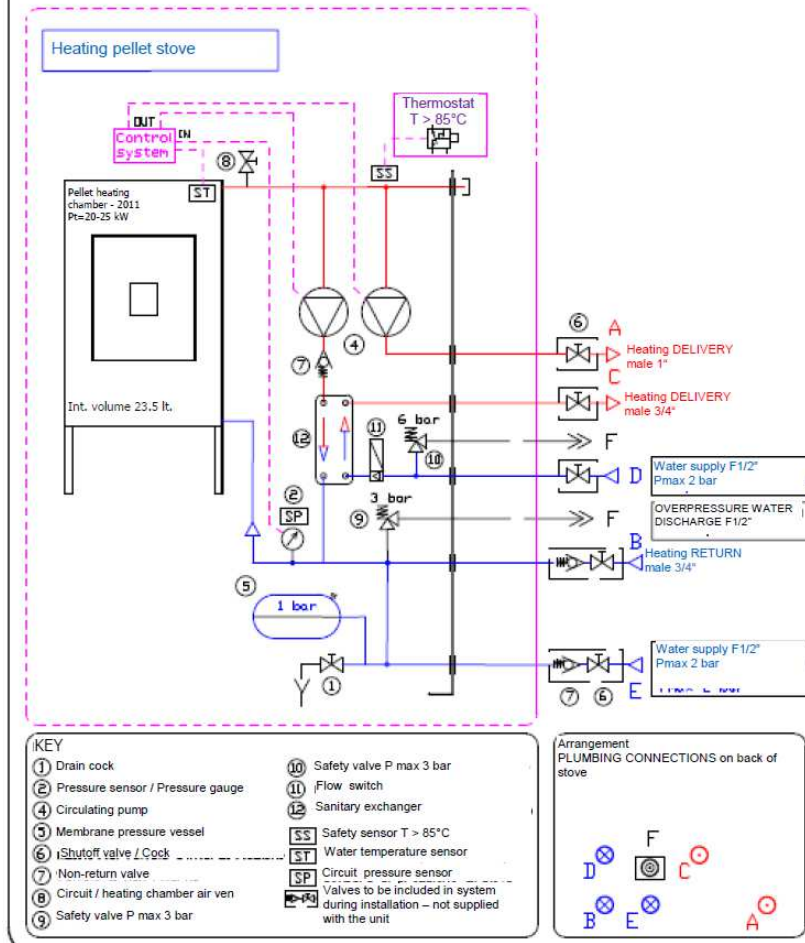 Heating pellet stove
Thermostat
T > 85°C
OUT
IN
Control
system
8
SS
ST
Pellet heating
chamber - 2011
Pt=20-25 kW
Int. volume 23.5 lt.
4
7
6
A
Heating DELIVERY
male 1"
C
Heating DELIVERY
male 3/4"
6 bar
11
12
10
F
D
Water supply F1/2"
Pmax 2 bar
2
SP
3 bar
9
F
OVERPRESSURE WATER
DISCHARGE F1/2"
B
Heating RETURN
male 3/4"
5
1 bar
1
7
6
E
Water supply F1/2"
Pmax 2 bar
KEY
1 Drain cock
2 Pressure sensor / Pressure gauge
4 Circulating pump
5 Membrane pressure vessel
6 Shutoff valve / Cock
7 Non-return valve
8 Circuit / heating chamber air ven
9 Safety valve P max 3 bar
10 Safety valve P max 3 bar
11 Flow switch
12 Sanitary exchanger
SS Safety sensor T > 85°C
ST Water temperature sensor
SP Circuit pressure sensor
Valves to be included in system
during installation – not supplied
with the unit
Arrangement
PLUMBING CONNECTIONS on back of
stove
F
D
C
B
E
A